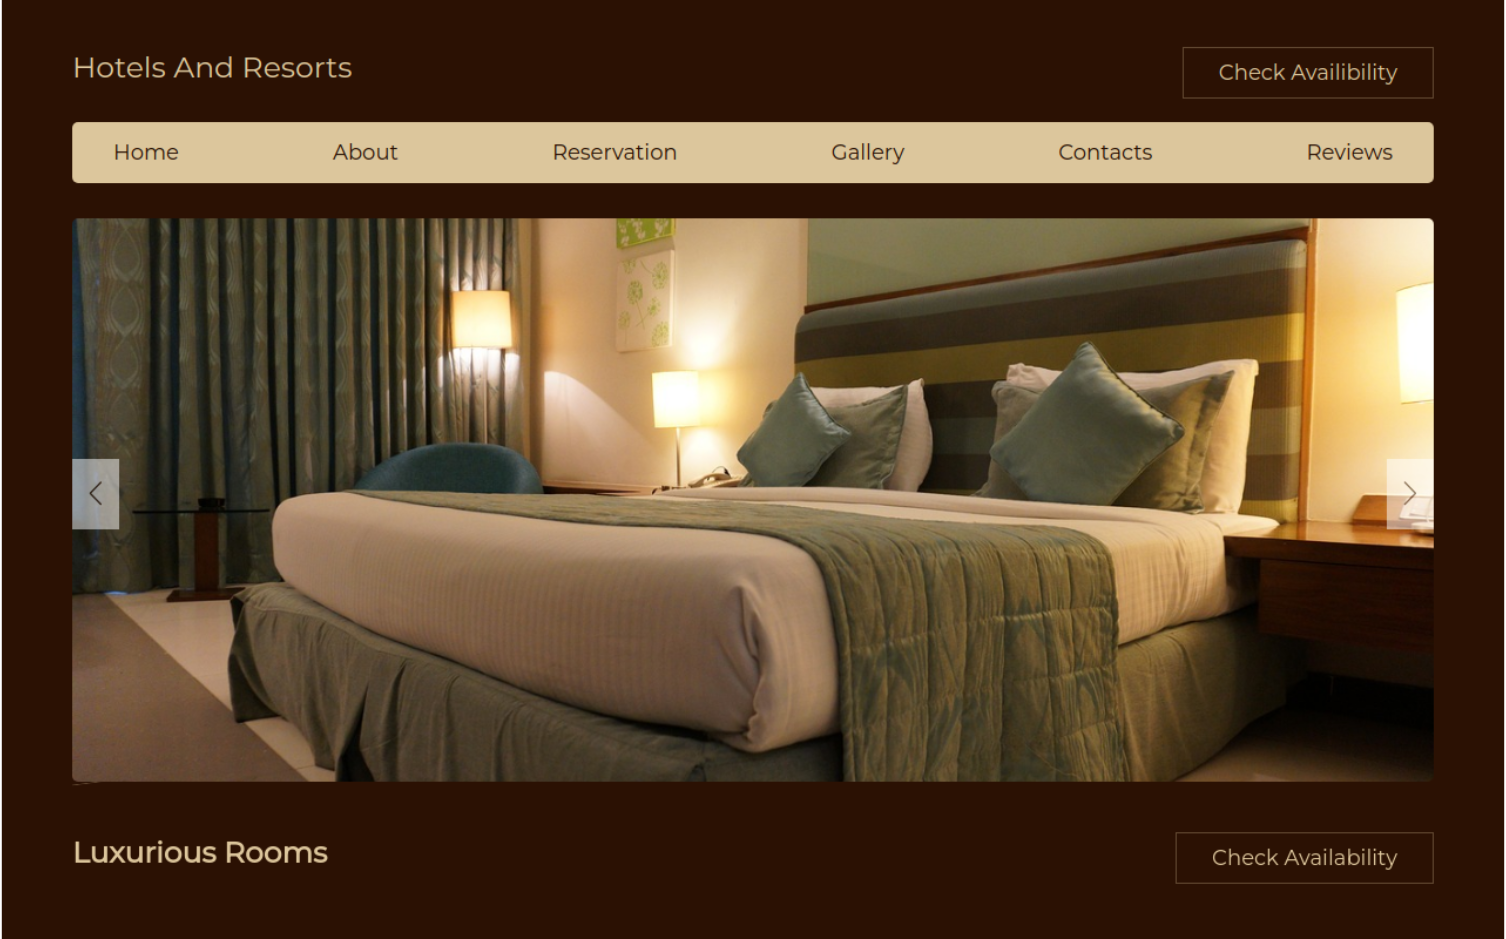 Hotels And Resorts
Check Availibility
Home About Reservation Gallery Contacts Reviews
Luxurious Rooms
Check Availability